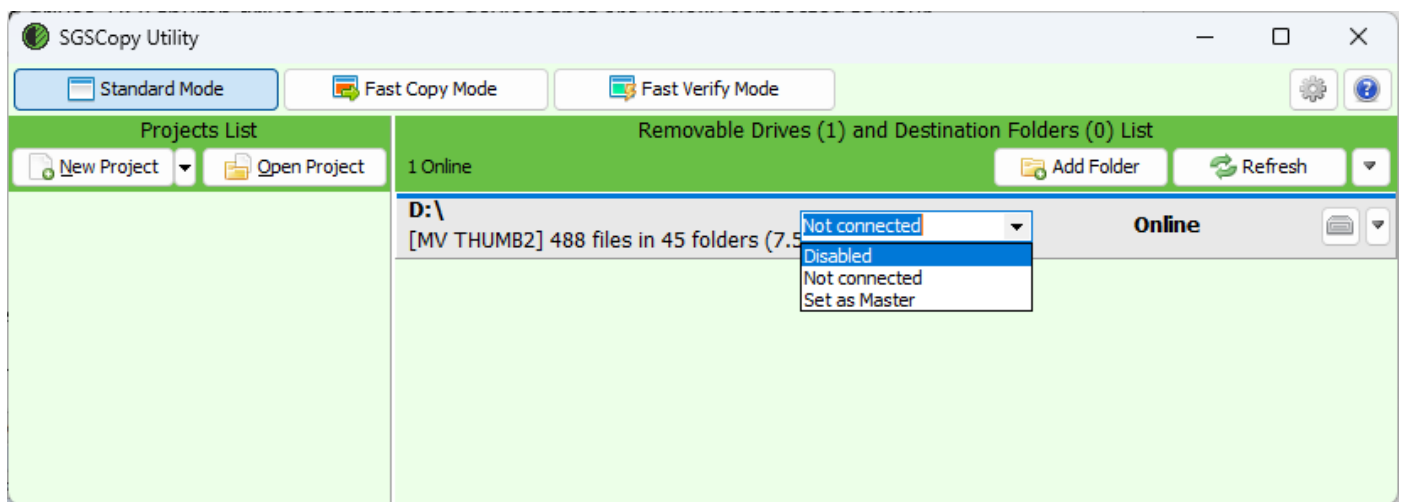 SGSCopy Utility
Standard Mode
Fast Copy Mode
Fast Verify Mode
Projects List
Removable Drives (1) and Destination Folders (0) List
New Project
Open Project
1 Online
Add Folder
Refresh
D:\
[MV THUMB2] 488 files in 45 folders (7.5
Not connected
Online
Disabled
Not connected
Set as Master